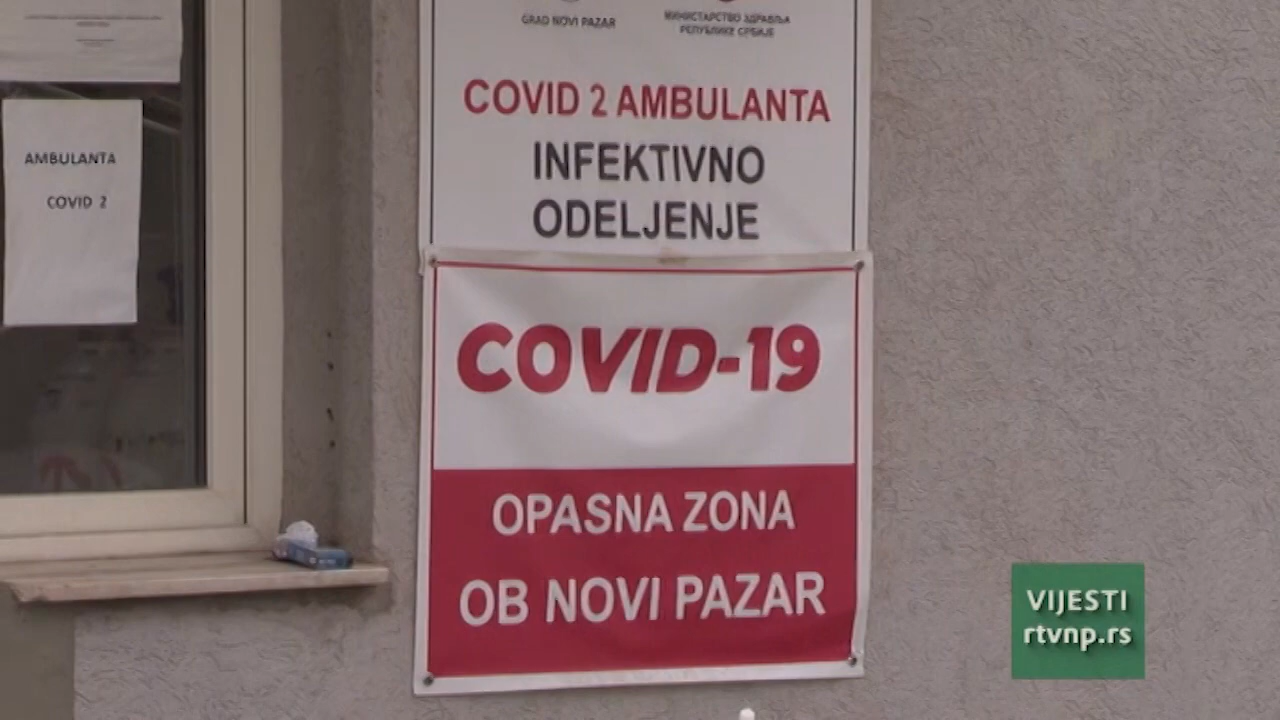 GRAD NOVI PAZAR
МИНИСТАРСТВО ЗДРАВЉА
РЕПУБЛИКЕ СРБИЈЕ
COVID 2 AMBULANTA
INFEKTIVNO
ODELJENJE
AMBULANTA
COVID 2
COVID-19
OPASNA ZONA
OB NOVI PAZAR
VIJESTI
rtvnp.rs